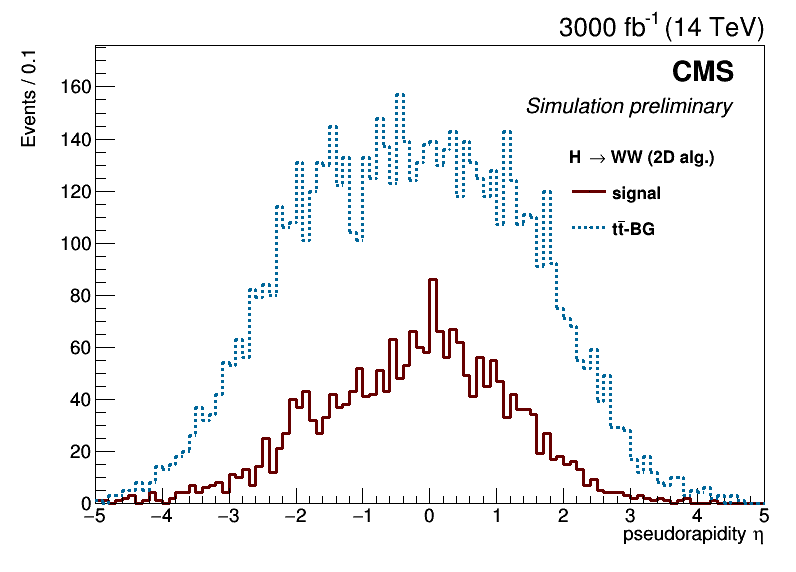 3000 fb⁻¹ (14 TeV)
Events / 0.1
CMS
Simulation preliminary
H → WW (2D alg.)
signal
tt̄-BG
160
140
120
100
80
60
40
20
0
−5 −4 −3 −2 −1 0 1 2 3 4 5
pseudorapidity η